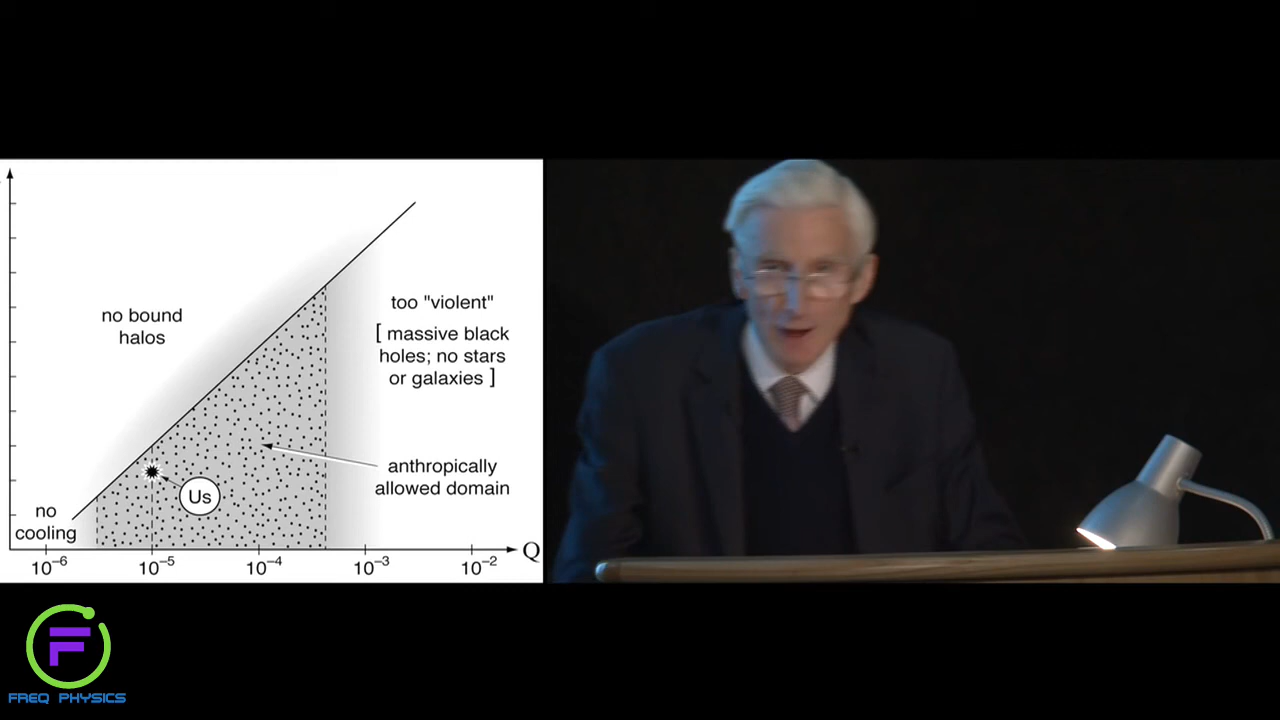 no bound
halos
too "violent"
[ massive black
holes; no stars
or galaxies ]
anthropically
allowed domain
Us
no
cooling
Q
10⁻⁶ 10⁻⁵ 10⁻⁴ 10⁻³ 10⁻²
F
FREQ PHYSICS